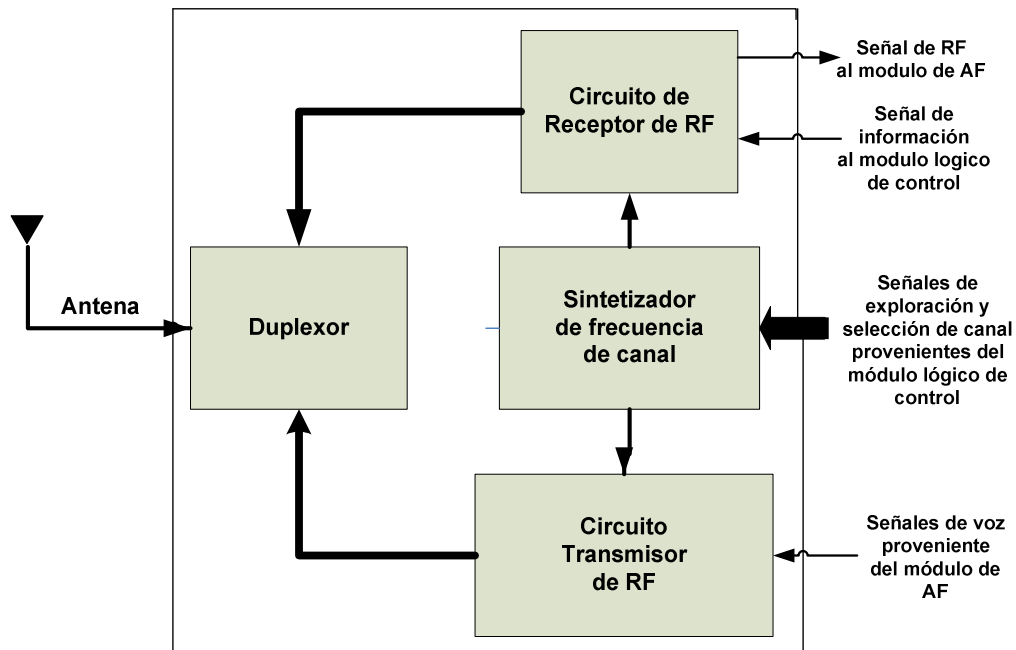 Circuito de
Receptor de RF
Señal de RF
al modulo de AF
Señal de
información
al modulo logico
de control
Antena
Duplexor
Sintetizador
de frecuencia
de canal
Señales de
exploración y
selección de canal
provenientes del
módulo lógico de
control
Circuito
Transmisor
de RF
Señales de voz
proveniente
del módulo de
AF